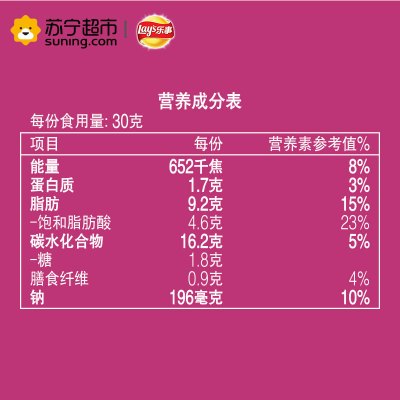 苏宁超市
suning.com
Lay's乐事
营养成分表
每份食用量: 30克
项目 每份 营养素参考值%
能量 652千焦 8%
蛋白质 1.7克 3%
脂肪 9.2克 15%
-饱和脂肪酸 4.6克 23%
碳水化合物 16.2克 5%
-糖 1.8克
膳食纤维 0.9克 4%
钠 196毫克 10%